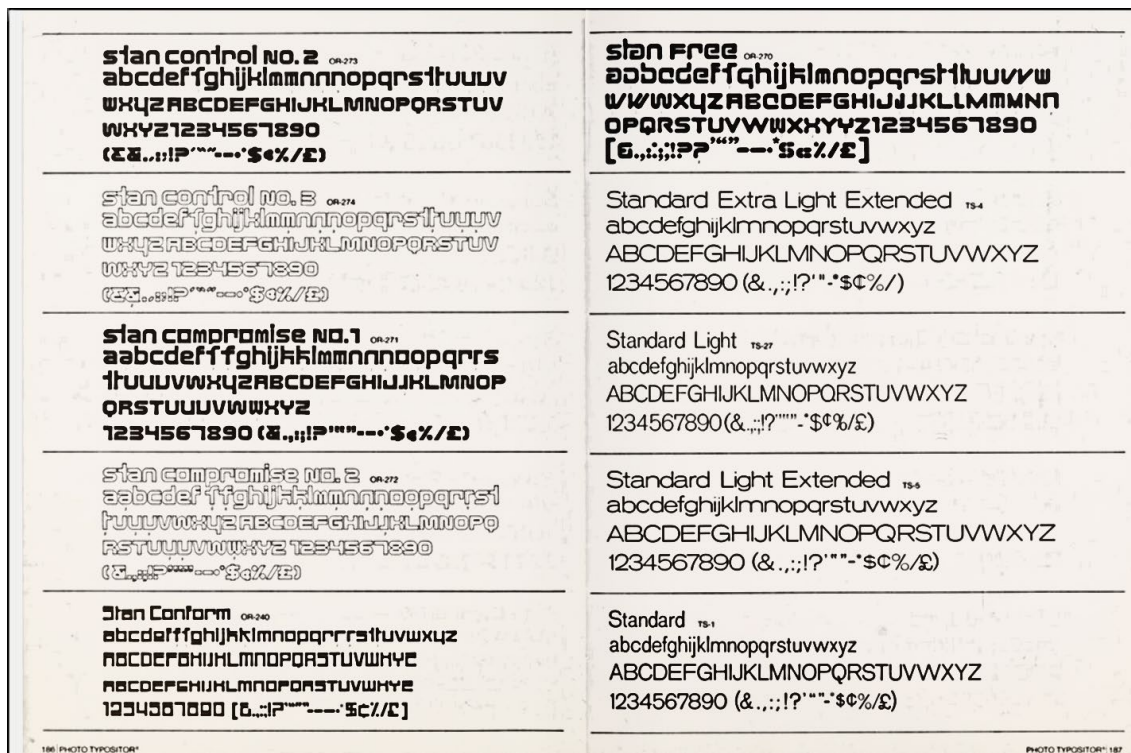 stan control NO. 2 OR-273
abcdeffghijklmmnnnopqrsttuuuv
wxyzABCDEFGHIJKLMNOPQRSTUV
WXYZ1234567890
(&&.,:;!?'“”---·*$¢%/£)
stan control NO. 3 OR-274
abcdeffghijklmmnnnopqrsttuuuv
wxyzABCDEFGHIJKLMNOPQRSTUV
WXYZ1234567890
(&&.,:;!?'“”---·*$¢%/£)
stan compromise NO. 1 OR-271
aabcdefffghijkklmmnnnoopqrrs
ttuuuvwxyzABCDEFGHIJJKLMNOP
QRSTUUUVWWXYZ
1234567890 (&.,:;!?'“”---·*$¢%/£)
stan compromise NO. 2 OR-272
aabcdefffghijkklmmnnnoopqrrst
tuuuvwxyzABCDEFGHIJJKLMNOPQ
RSTUUUVWWXYZ1234567890
(&.,:;!?'“”---·*$¢%/£)
Stan Conform OR-240
abcdefffghijkklmnopqrrrsttuvwxyz
ABCDEFGHIJKLMNOPQRSTUVWXYZ
ABCDEFGHIJKLMNOPQRSTUVWXYZ
1234567890 [&.,:;!?'“”----·*$¢%/£]
186 | PHOTO TYPOSITOR®
stan Free OR-270
aabcdeffghijklmnopqrsttuuvvw
wwwxyzABCDEFGHIJJKLLMMMNN
OPQRSTUVWWXXYYZ1234567890
[&.,:;!??'“”---·*$¢%/£]
Standard Extra Light Extended TS-4
abcdefghijklmnopqrstuvwxyz
ABCDEFGHIJKLMNOPQRSTUVWXYZ
1234567890 (&.,:;!?'“”-*$¢%/)
Standard Light TS-27
abcdefghijklmnopqrstuvwxyz
ABCDEFGHIJKLMNOPQRSTUVWXYZ
1234567890(&.,:;!?'“”-*$¢%/£)
Standard Light Extended TS-5
abcdefghijklmnopqrstuvwxyz
ABCDEFGHIJKLMNOPQRSTUVWXYZ
1234567890 (&.,:;!?'“”-*$¢%/£)
Standard TS-1
abcdefghijklmnopqrstuvwxyz
ABCDEFGHIJKLMNOPQRSTUVWXYZ
1234567890 (&.,:;!?'“”-*$¢%/£)
PHOTO TYPOSITOR® | 187